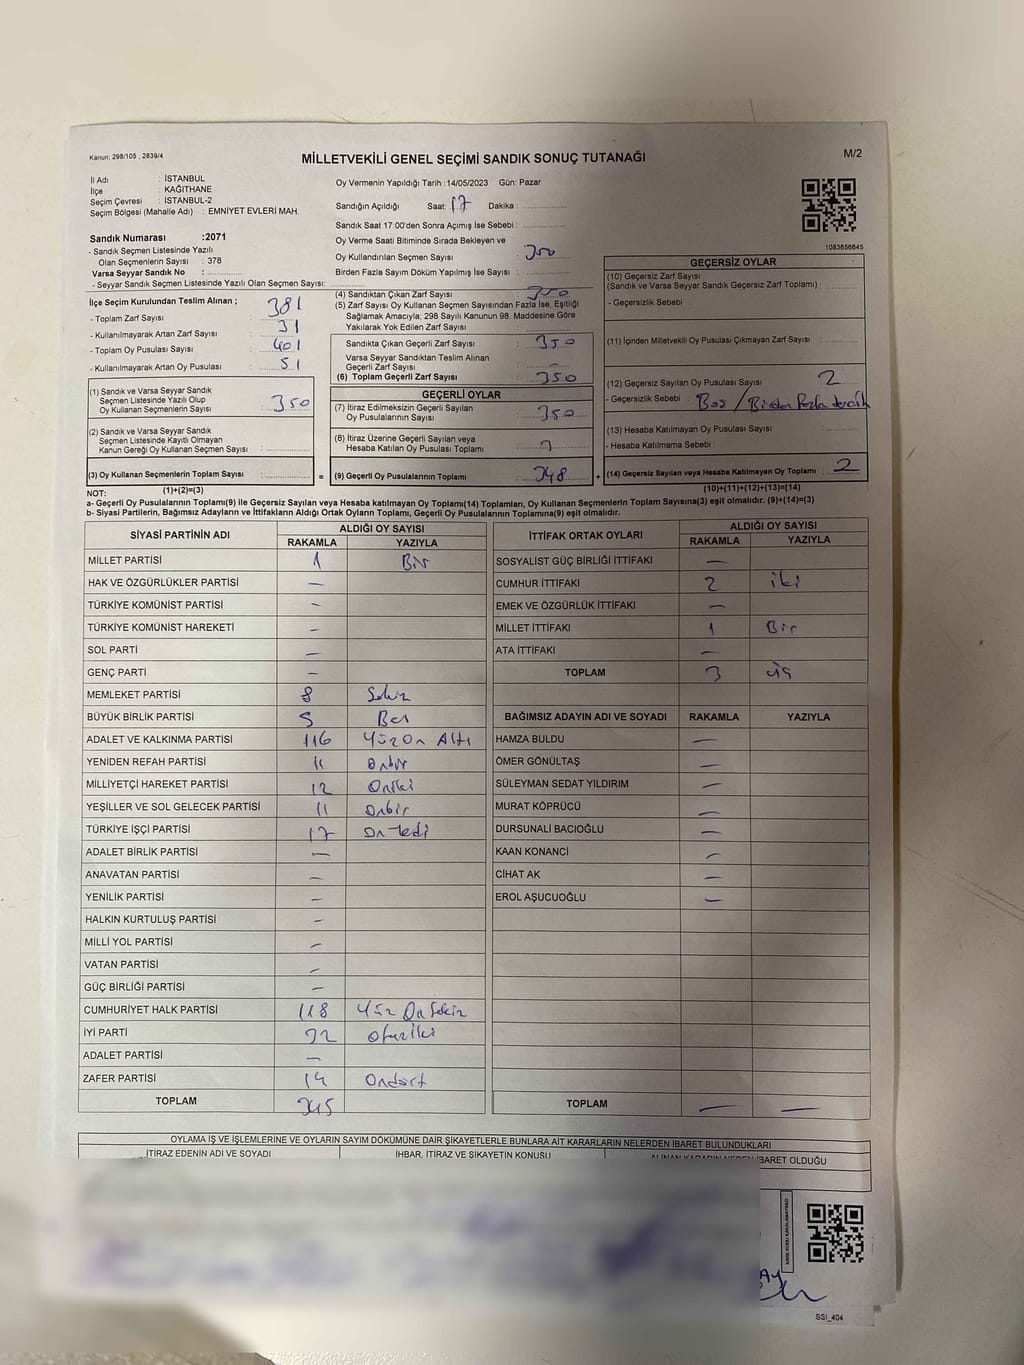 Kanun: 298/105 , 2839/4
MİLLETVEKİLİ GENEL SEÇİMİ SANDIK SONUÇ TUTANAĞI
M/2
İl Adı : İSTANBUL
İlçe : KAĞITHANE
Seçim Çevresi : İSTANBUL-2
Seçim Bölgesi (Mahalle Adı) : EMNİYET EVLERİ MAH.
Oy Vermenin Yapıldığı Tarih :14/05/2023 Gün: Pazar
Sandığın Açıldığı Saat: 17 Dakika :
Sandık Saat 17:00'den Sonra Açımış İse Sebebi :
Oy Verme Saati Bitiminde Sırada Bekleyen ve
Oy Kullandırılan Seçmen Sayısı : 350
Birden Fazla Sayım Döküm Yapılmış İse Sayısı :
1083656645
Sandık Numarası :2071
- Sandık Seçmen Listesinde Yazılı
Olan Seçmenlerin Sayısı : 378
Varsa Seyyar Sandık No :
- Seyyar Sandık Seçmen Listesinde Yazılı Olan Seçmen Sayısı:
İlçe Seçim Kurulundan Teslim Alınan ;
- Toplam Zarf Sayısı : 381
- Kullanılmayarak Artan Zarf Sayısı : 31
- Toplam Oy Pusulası Sayısı : 401
- Kullanılmayarak Artan Oy Pusulası : 51
(1) Sandık ve Varsa Seyyar Sandık
Seçmen Listesinde Yazılı Olup
Oy Kullanan Seçmenlerin Sayısı : 350
(2) Sandık ve Varsa Seyyar Sandık
Seçmen Listesinde Kayıtlı Olmayan
Kanun Gereği Oy Kullanan Seçmen Sayısı :
(3) Oy Kullanan Seçmenlerin Toplam Sayısı :
(1)+(2)=(3)
(4) Sandıktan Çıkan Zarf Sayısı : 350
(5) Zarf Sayısı Oy Kullanan Seçmen Sayısından Fazla İse, Eşitliği
Sağlamak Amacıyla; 298 Sayılı Kanunun 98. Maddesine Göre
Yakılarak Yok Edilen Zarf Sayısı :
Sandıkta Çıkan Geçerli Zarf Sayısı : 350
Varsa Seyyar Sandıktan Teslim Alınan
Geçerli Zarf Sayısı : -
(6) Toplam Geçerli Zarf Sayısı : 350
GEÇERLİ OYLAR
(7) İtiraz Edilmeksizin Geçerli Sayılan
Oy Pusulalarının Sayısı : 350
(8) İtiraz Üzerine Geçerli Sayılan veya
Hesaba Katılan Oy Pusulası Toplamı :
= (9) Geçerli Oy Pusulalarının Toplamı : 348
GEÇERSİZ OYLAR
(10) Geçersiz Zarf Sayısı
(Sandık ve Varsa Seyyar Sandık Geçersiz Zarf Toplamı) :
- Geçersizlik Sebebi :
(11) İçinden Milletvekili Oy Pusulası Çıkmayan Zarf Sayısı :
(12) Geçersiz Sayılan Oy Pusulası Sayısı : 2
- Geçersizlik Sebebi : Boş / Birden fazla tercih
(13) Hesaba Katılmayan Oy Pusulası Sayısı :
- Hesaba Katılmama Sebebi :
+ (14) Geçersiz Sayılan veya Hesaba Katılmayan Oy Toplamı : 2
(10)+(11)+(12)+(13)=(14)
NOT:
a- Geçerli Oy Pusulalarının Toplamı(9) ile Geçersiz Sayılan veya Hesaba katılmayan Oy Toplamı(14) Toplamları, Oy Kullanan Seçmenlerin Toplam Sayısına(3) eşit olmalıdır. (9)+(14)=(3)
b- Siyasi Partilerin, Bağımsız Adayların ve İttifakların Aldığı Ortak Oyların Toplamı, Geçerli Oy Pusulalarının Toplamına(9) eşit olmalıdır.
SİYASİ PARTİNİN ADI ALDIĞI OY SAYISI
RAKAMLA YAZIYLA
MİLLET PARTİSİ 1 Bir
HAK VE ÖZGÜRLÜKLER PARTİSİ -
TÜRKİYE KOMÜNİST PARTİSİ -
TÜRKİYE KOMÜNİST HAREKETİ -
SOL PARTİ -
GENÇ PARTİ -
MEMLEKET PARTİSİ 8 Sekiz
BÜYÜK BİRLİK PARTİSİ 5 Beş
ADALET VE KALKINMA PARTİSİ 116 Yüz On Altı
YENİDEN REFAH PARTİSİ 11 Onbir
MİLLİYETÇİ HAREKET PARTİSİ 12 Oniki
YEŞİLLER VE SOL GELECEK PARTİSİ 11 Onbir
TÜRKİYE İŞÇİ PARTİSİ 17 On Yedi
ADALET BİRLİK PARTİSİ -
ANAVATAN PARTİSİ -
YENİLİK PARTİSİ -
HALKIN KURTULUŞ PARTİSİ -
MİLLİ YOL PARTİSİ -
VATAN PARTİSİ -
GÜÇ BİRLİĞİ PARTİSİ -
CUMHURİYET HALK PARTİSİ 118 Yüz On Sekiz
İYİ PARTİ 32 Otuziki
ADALET PARTİSİ -
ZAFER PARTİSİ 14 Ondört
TOPLAM 345
İTTİFAK ORTAK OYLARI ALDIĞI OY SAYISI
RAKAMLA YAZIYLA
SOSYALİST GÜÇ BİRLİĞİ İTTİFAKI -
CUMHUR İTTİFAKI 2 iki
EMEK VE ÖZGÜRLÜK İTTİFAKI -
MİLLET İTTİFAKI 1 Bir
ATA İTTİFAKI -
TOPLAM 3 üç
BAĞIMSIZ ADAYIN ADI VE SOYADI RAKAMLA YAZIYLA
HAMZA BULDU -
ÖMER GÖNÜLTAŞ -
SÜLEYMAN SEDAT YILDIRIM -
MURAT KÖPRÜCÜ -
DURSUNALİ BACIOĞLU -
KAAN KONANCİ -
CİHAT AK -
EROL AŞUCUOĞLU -
TOPLAM - -
OYLAMA İŞ VE İŞLEMLERİNE VE OYLARIN SAYIM DÖKÜMÜNE DAİR ŞİKAYETLERLE BUNLARA AİT KARARLARIN NELERDEN İBARET BULUNDUKLARI
İTİRAZ EDENİN ADI VE SOYADI İHBAR, İTİRAZ VE ŞİKAYETİN KONUSU ALINAN KARARIN NEDEN İBARET OLDUĞU
SSI_404